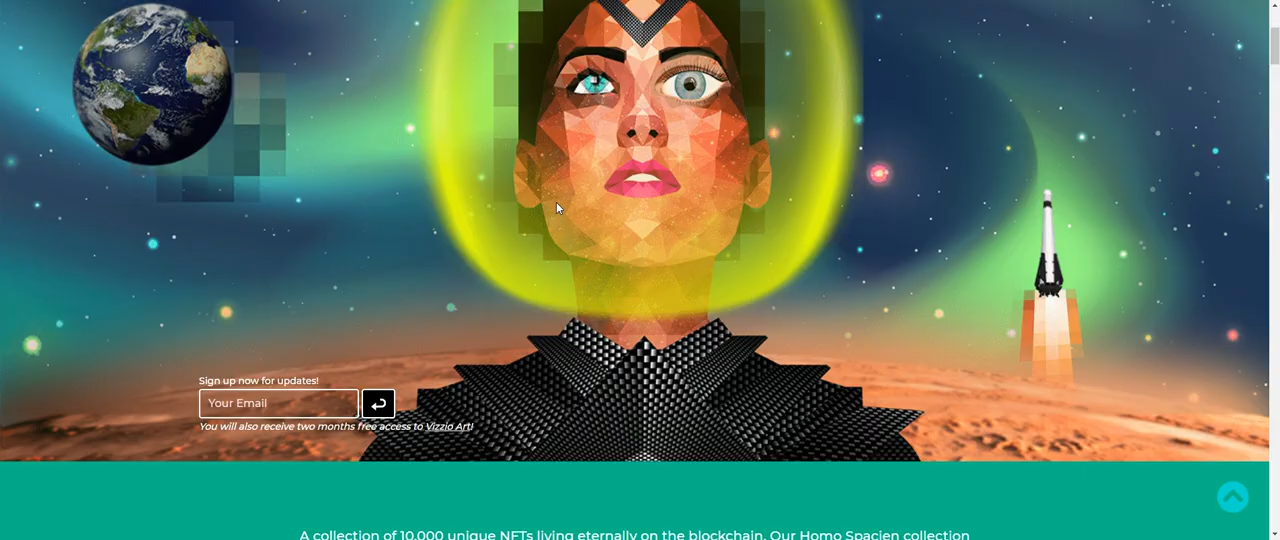 Sign up now for updates!
Your Email
You will also receive two months free access to Vizzio Art!
A collection of 10,000 unique NFTs living eternally on the blockchain. Our Homo Spacien collection